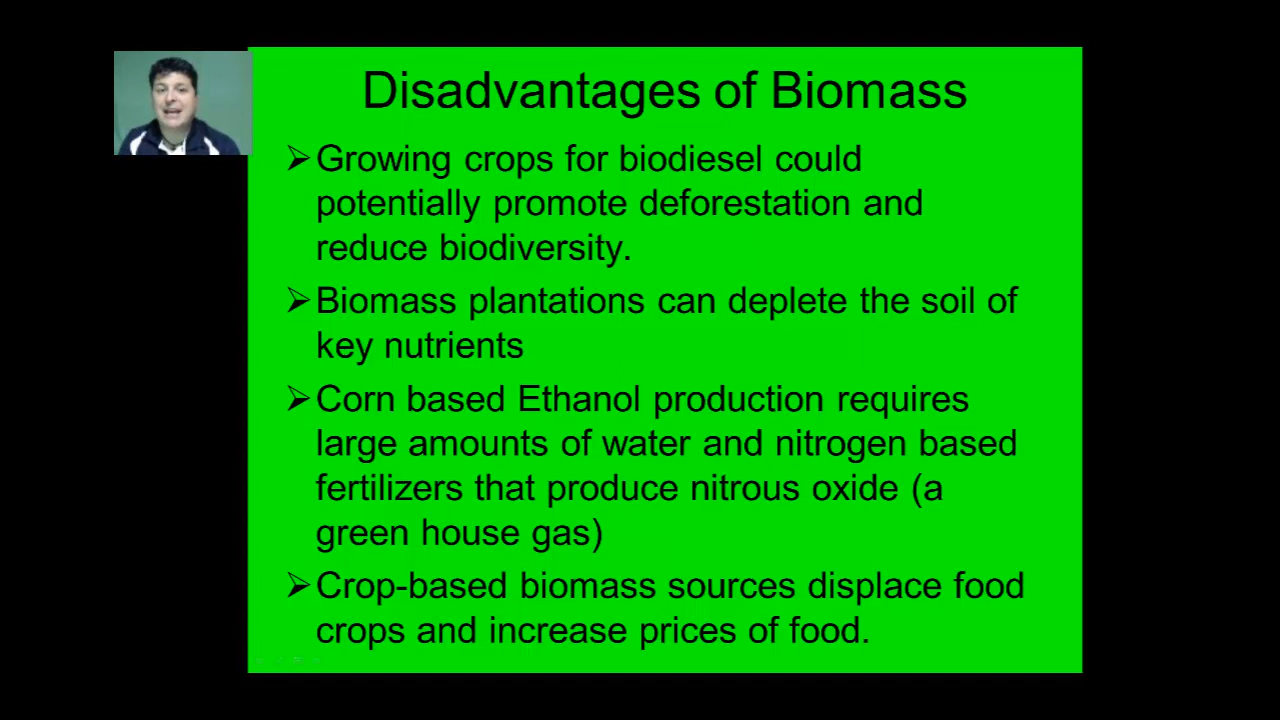 Disadvantages of Biomass
➢Growing crops for biodiesel could
potentially promote deforestation and
reduce biodiversity.
➢Biomass plantations can deplete the soil of
key nutrients
➢Corn based Ethanol production requires
large amounts of water and nitrogen based
fertilizers that produce nitrous oxide (a
green house gas)
➢Crop-based biomass sources displace food
crops and increase prices of food.